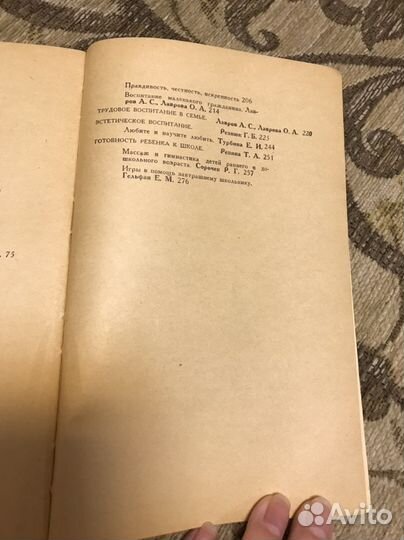 Правдивость, честность, искренность 206
Воспитание маленького гражданина. Лав-
ров А. С., Лаврова О. А. 214
ТРУДОВОЕ ВОСПИТАНИЕ В СЕМЬЕ. Лавров А. С., Лаврова О. А. 220
ЭСТЕТИЧЕСКОЕ ВОСПИТАНИЕ. Резник Г. Б. 225
Любите и научите любить. Турбина Е. И. 244
ГОТОВНОСТЬ РЕБЕНКА К ШКОЛЕ. Репина Т. А. 251
Массаж и гимнастика детей раннего и до-
школьного возраста. Сорочек Р. Г. 257
Игры в помощь завтрашнему школьнику.
Гельфан Е. М. 276
. 75
Avito